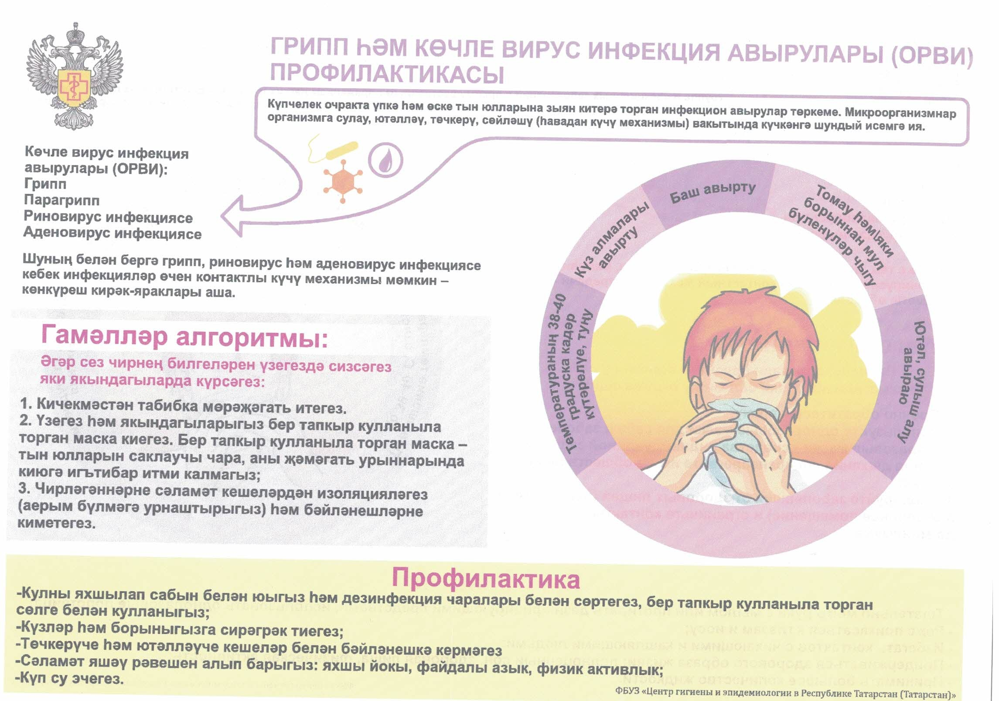 ГРИПП ҺӘМ КӨЧЛЕ ВИРУС ИНФЕКЦИЯ АВЫРУЛАРЫ (ОРВИ)
ПРОФИЛАКТИКАСЫ
Күпчелек очракта үпкә һәм өске тын юлларына зыян китерә торган инфекцион авырулар төркеме. Микроорганизмнар
организмга сулау, ютәлләү, төчкерү, сөйләшү (һавадан күчү механизмы) вакытында күчкәнгә шундый исемгә ия.
Көчле вирус инфекция
авырулары (ОРВИ):
Грипп
Парагрипп
Риновирус инфекциясе
Аденовирус инфекциясе
Шуның белән бергә грипп, риновирус һәм аденовирус инфекциясе
кебек инфекцияләр өчен контактлы күчү механизмы мөмкин –
көнкүреш кирәк-яраклары аша.
Температураның 38-40
градуска кадәр
күтәрелүе, туңу
Күз алмалары
авырту
Баш авырту
Томау һәм\яки
борыннан мул
бүленүләр чыгу
Ютәл, сулыш алу
авыраю
Гамәлләр алгоритмы:
Әгәр сез чирнең билгеләрен үзегездә сизсәгез
яки якындагыларда күрсәгез:
1. Кичекмәстән табибка мөрәҗәгать итегез.
2. Үзегез һәм якындагыларыгыз бер тапкыр кулланыла
торган маска киегез. Бер тапкыр кулланыла торган маска –
тын юлларын саклаучы чара, аны җәмәгать урыннарында
киюгә игътибар итми калмагыз;
3. Чирләгәннәрне сәламәт кешеләрдән изоляцияләгез
(аерым бүлмәгә урнаштырыгыз) һәм бәйләнешләрне
киметегез.
Профилактика
-Кулны яхшылап сабын белән юыгыз һәм дезинфекция чаралары белән сөртегез, бер тапкыр кулланыла торган
сөлге белән кулланыгыз;
-Күзләр һәм борыныгызга сирәгрәк тиегез;
-Төчкерүче һәм ютәлләүче кешеләр белән бәйләнешкә кермәгез
-Сәламәт яшәү рәвешен алып барыгыз: яхшы йокы, файдалы азык, физик активлык;
-Күп су эчегез.
ФБУЗ «Центр гигиены и эпидемиологии в Республике Татарстан (Татарстан)»